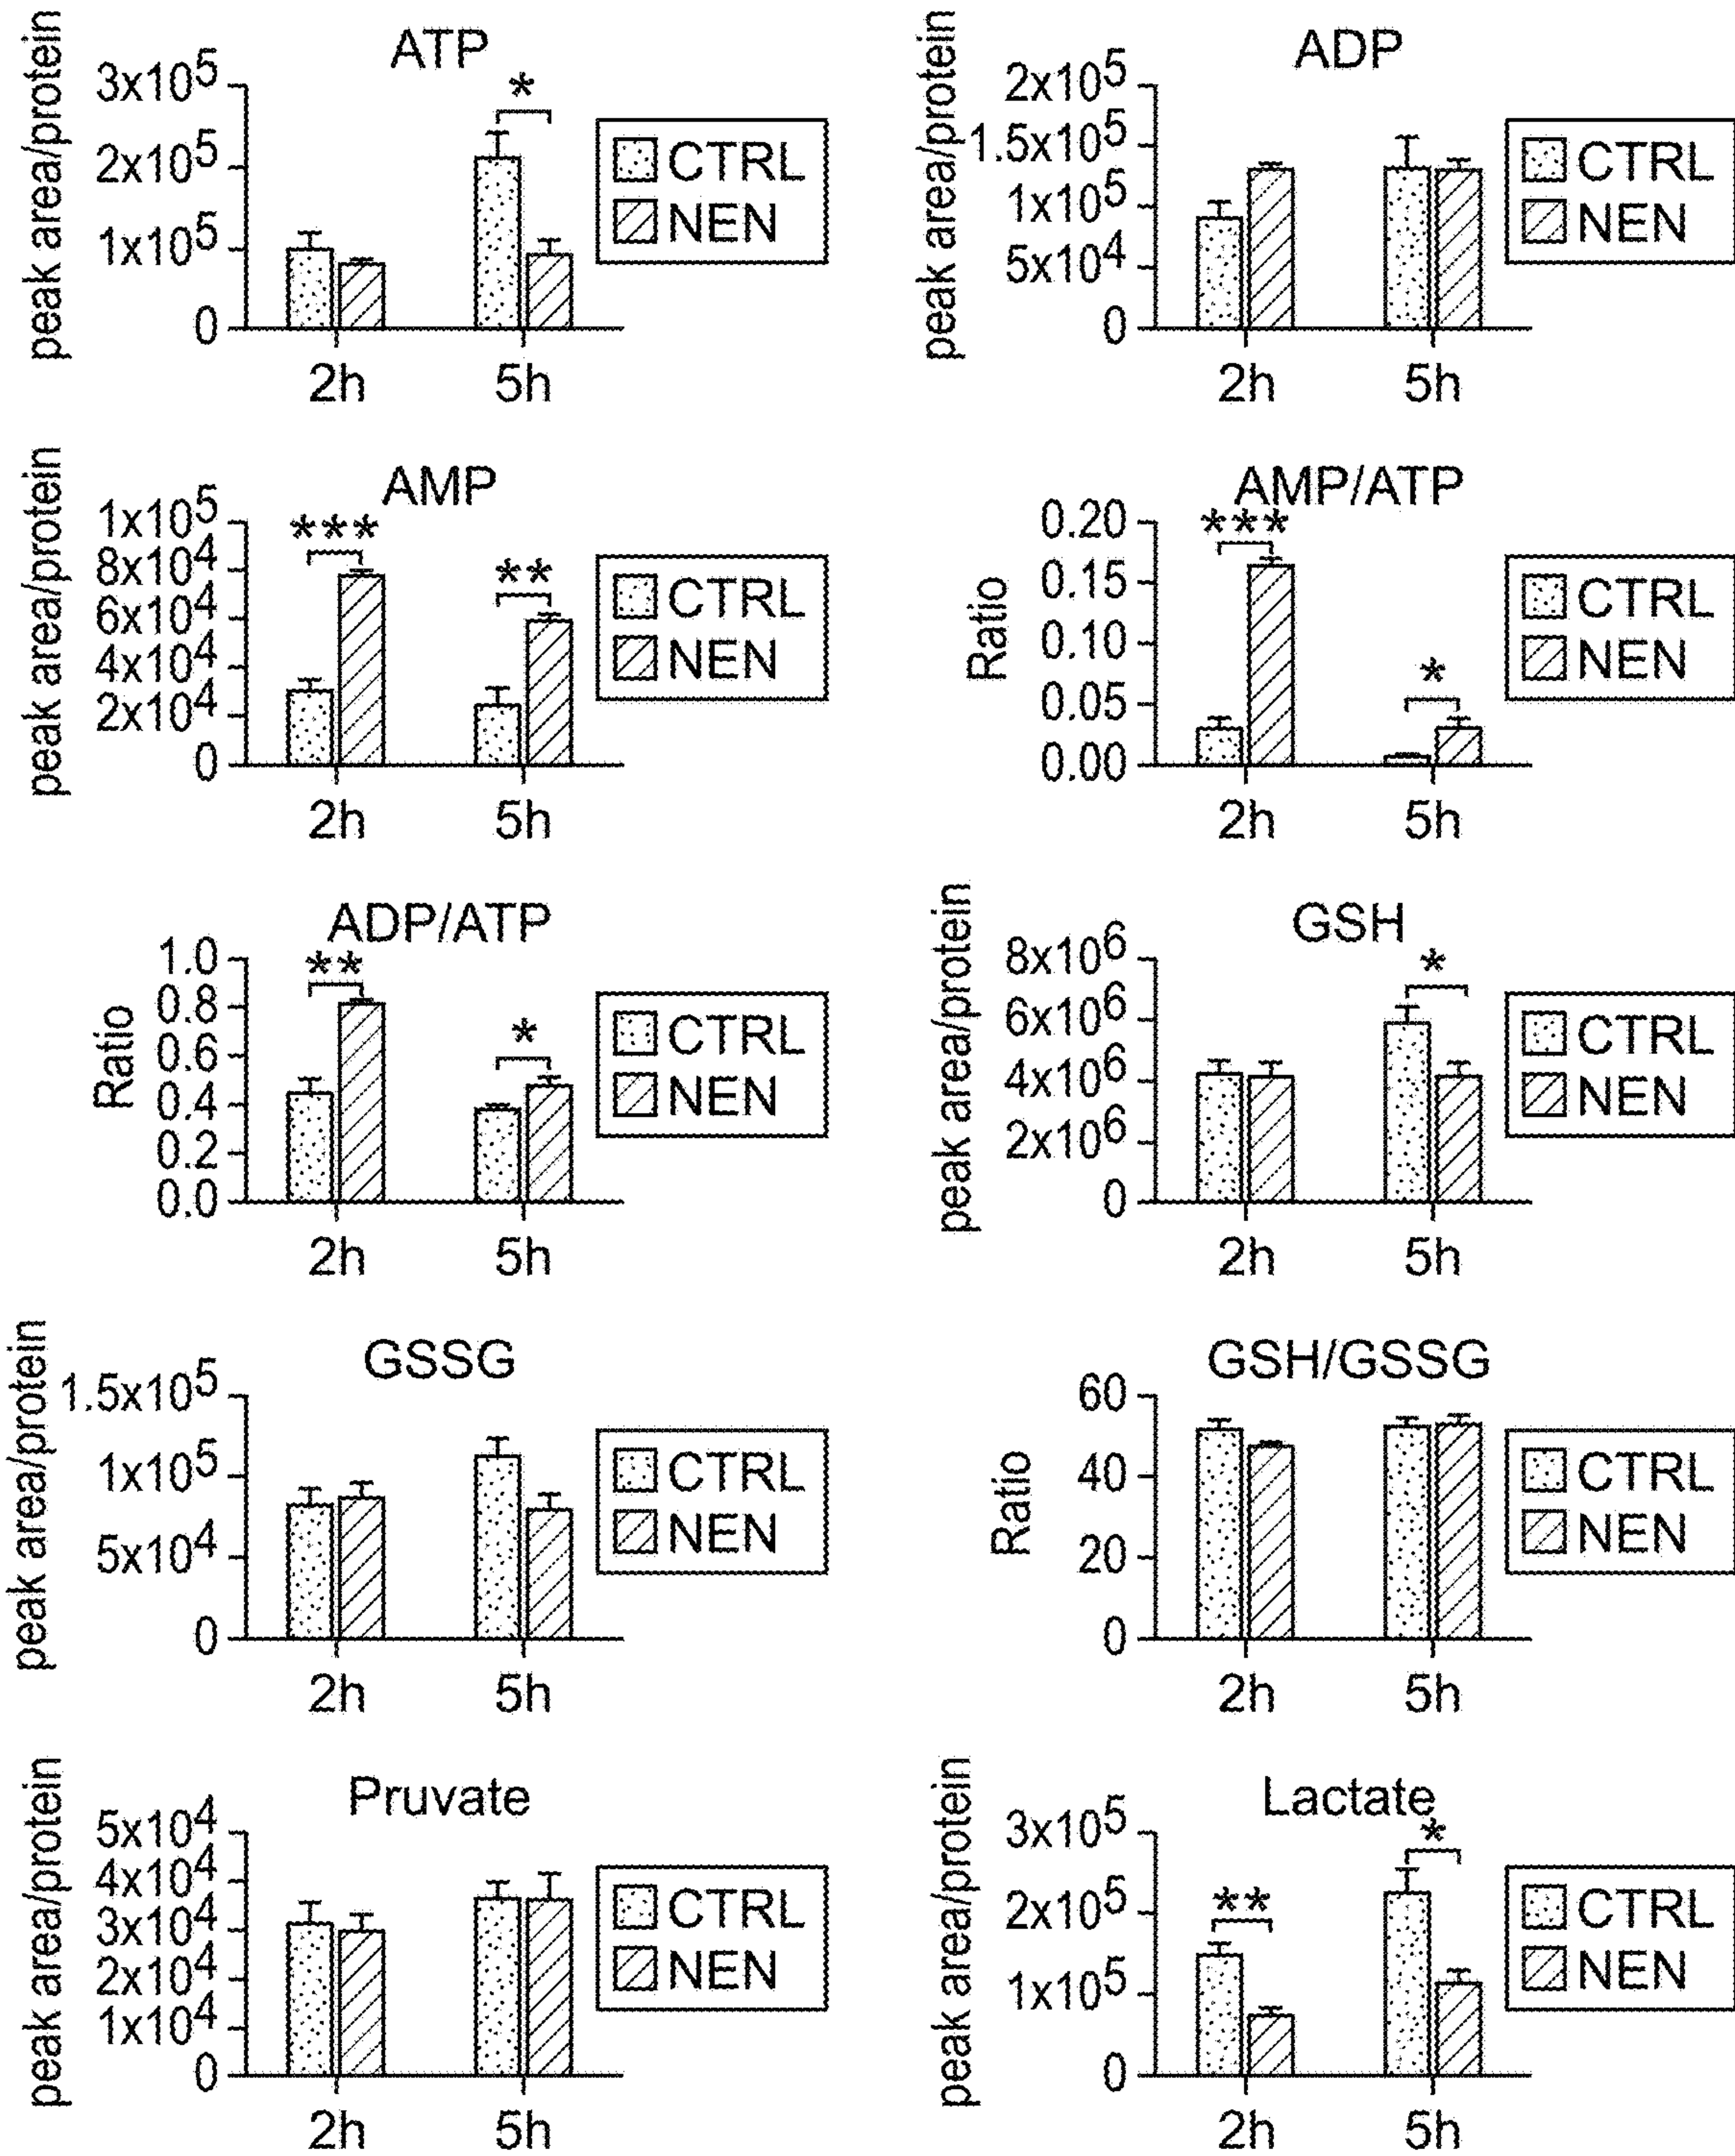 ATP
peak area/protein
3x10^5
2x10^5
1x10^5
0
*
2h 5h
CTRL
NEN
ADP
peak area/protein
2x10^5
1.5x10^5
1x10^5
5x10^4
0
2h 5h
CTRL
NEN
AMP
peak area/protein
1x10^5
8x10^4
6x10^4
4x10^4
2x10^4
0
***
**
2h 5h
CTRL
NEN
AMP/ATP
Ratio
0.20
0.15
0.10
0.05
0.00
***
*
2h 5h
CTRL
NEN
ADP/ATP
Ratio
1.0
0.8
0.6
0.4
0.2
0.0
**
*
2h 5h
CTRL
NEN
GSH
peak area/protein
8x10^6
6x10^6
4x10^6
2x10^6
0
*
2h 5h
CTRL
NEN
GSSG
peak area/protein
1.5x10^5
1x10^5
5x10^4
0
2h 5h
CTRL
NEN
GSH/GSSG
Ratio
60
40
20
0
2h 5h
CTRL
NEN
Pruvate
peak area/protein
5x10^4
4x10^4
3x10^4
2x10^4
1x10^4
0
2h 5h
CTRL
NEN
Lactate
peak area/protein
3x10^5
2x10^5
1x10^5
0
**
*
2h 5h
CTRL
NEN